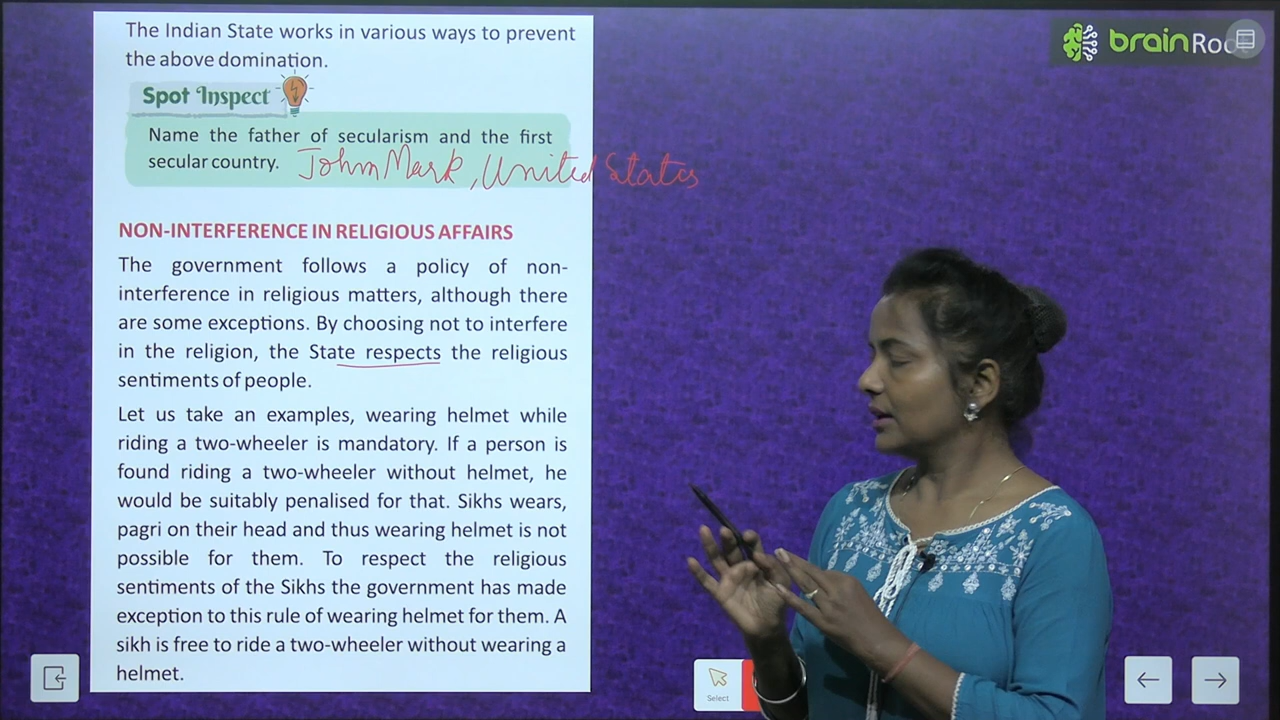 The Indian State works in various ways to prevent
the above domination.
Spot Inspect
Name the father of secularism and the first
secular country. John Mark, United States
NON-INTERFERENCE IN RELIGIOUS AFFAIRS
The government follows a policy of non-
interference in religious matters, although there
are some exceptions. By choosing not to interfere
in the religion, the State respects the religious
sentiments of people.
Let us take an examples, wearing helmet while
riding a two-wheeler is mandatory. If a person is
found riding a two-wheeler without helmet, he
would be suitably penalised for that. Sikhs wears,
pagri on their head and thus wearing helmet is not
possible for them. To respect the religious
sentiments of the Sikhs the government has made
exception to this rule of wearing helmet for them. A
sikh is free to ride a two-wheeler without wearing a
helmet.
brain
Select